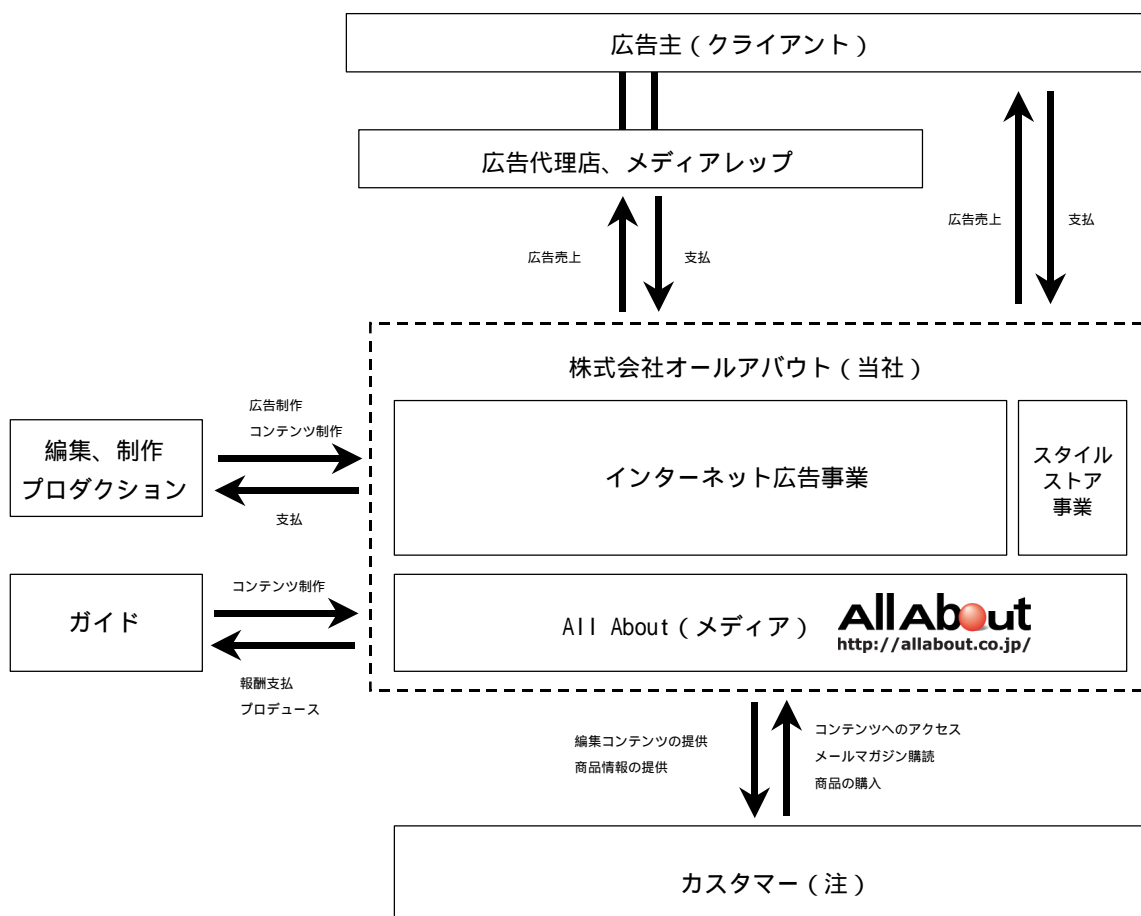 広告主(クライアント)
広告代理店、メディアレップ
広告売上
支払
広告売上
支払
株式会社オールアバウト(当社)
広告制作
コンテンツ制作
編集、制作
プロダクション
支払
インターネット広告事業
スタイル
ストア
事業
コンテンツ制作
ガイド
報酬支払
プロデュース
All About(メディア)
All About
http://allabout.co.jp/
編集コンテンツの提供
商品情報の提供
コンテンツへのアクセス
メールマガジン購読
商品の購入
カスタマー(注)